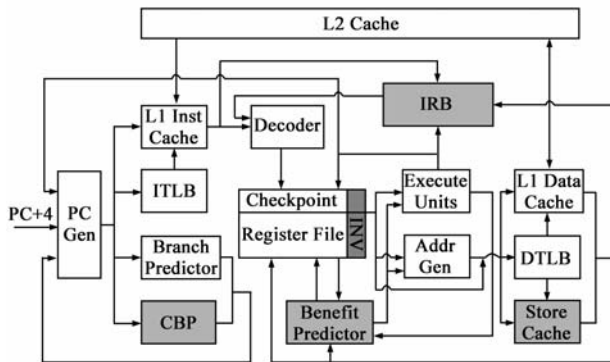 L2 Cache
L1 Inst
Cache
Decoder
IRB
ITLB
PC+4
PC
Gen
Checkpoint
Register File
INV
Execute
Units
L1 Data
Cache
Branch
Predictor
Addr
Gen
DTLB
CBP
Benefit
Predictor
Store
Cache